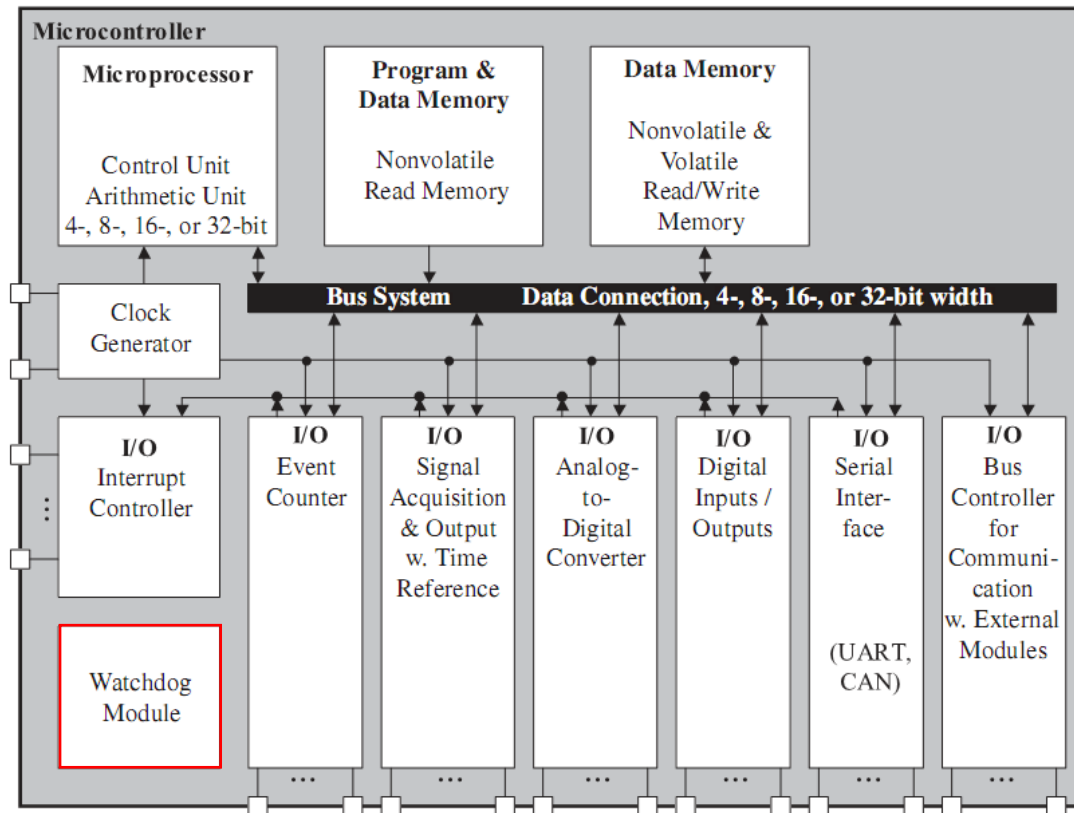 Microcontroller
Microprocessor
Control Unit
Arithmetic Unit
4-, 8-, 16-, or 32-bit
Program &
Data Memory
Nonvolatile
Read Memory
Data Memory
Nonvolatile &
Volatile
Read/Write
Memory
Bus System Data Connection, 4-, 8-, 16-, or 32-bit width
Clock
Generator
I/O
Interrupt
Controller
...
Watchdog
Module
I/O
Event
Counter
...
I/O
Signal
Acquisition
& Output
w. Time
Reference
...
I/O
Analog-
to-
Digital
Converter
...
I/O
Digital
Inputs /
Outputs
...
I/O
Serial
Inter-
face
(UART,
CAN)
...
I/O
Bus
Controller
for
Communi-
cation
w. External
Modules
...